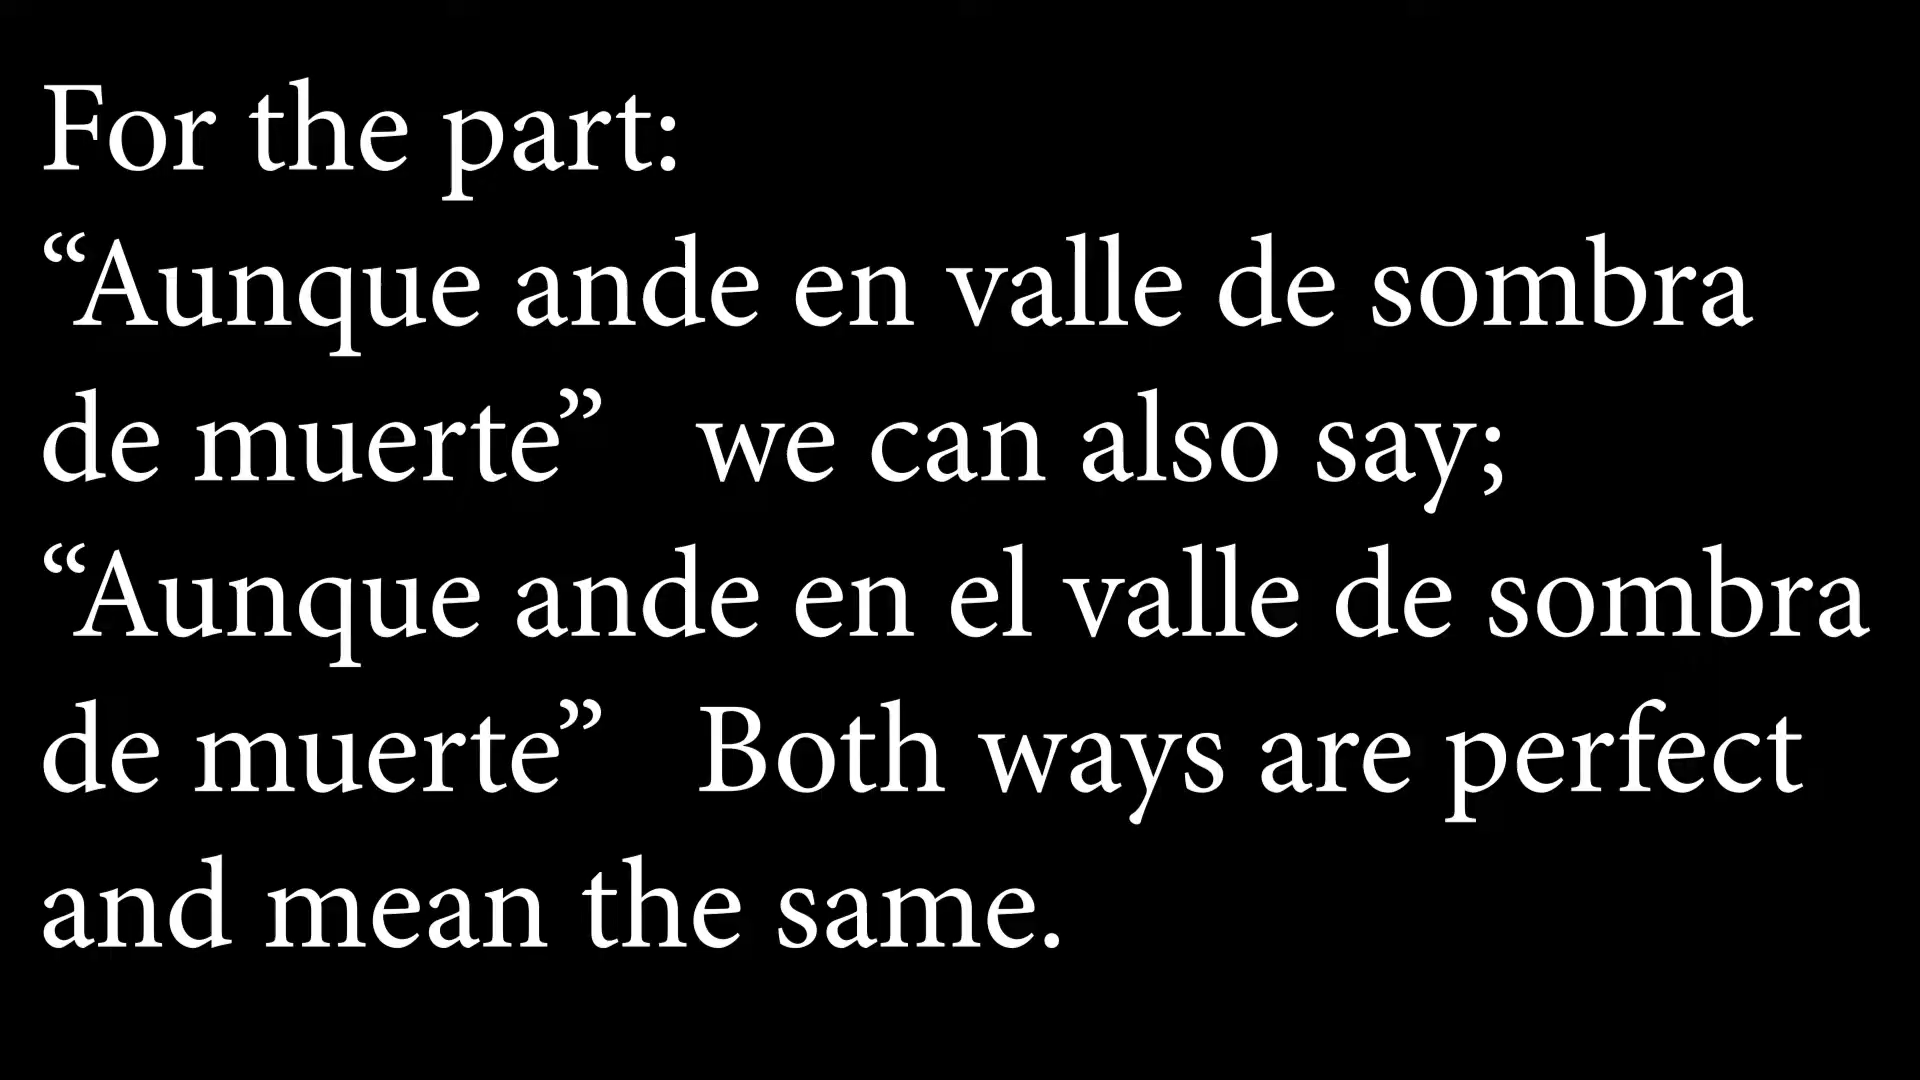 For the part:
“Aunque ande en valle de sombra
de muerte”   we can also say;
“Aunque ande en el valle de sombra
de muerte”   Both ways are perfect
and mean the same.